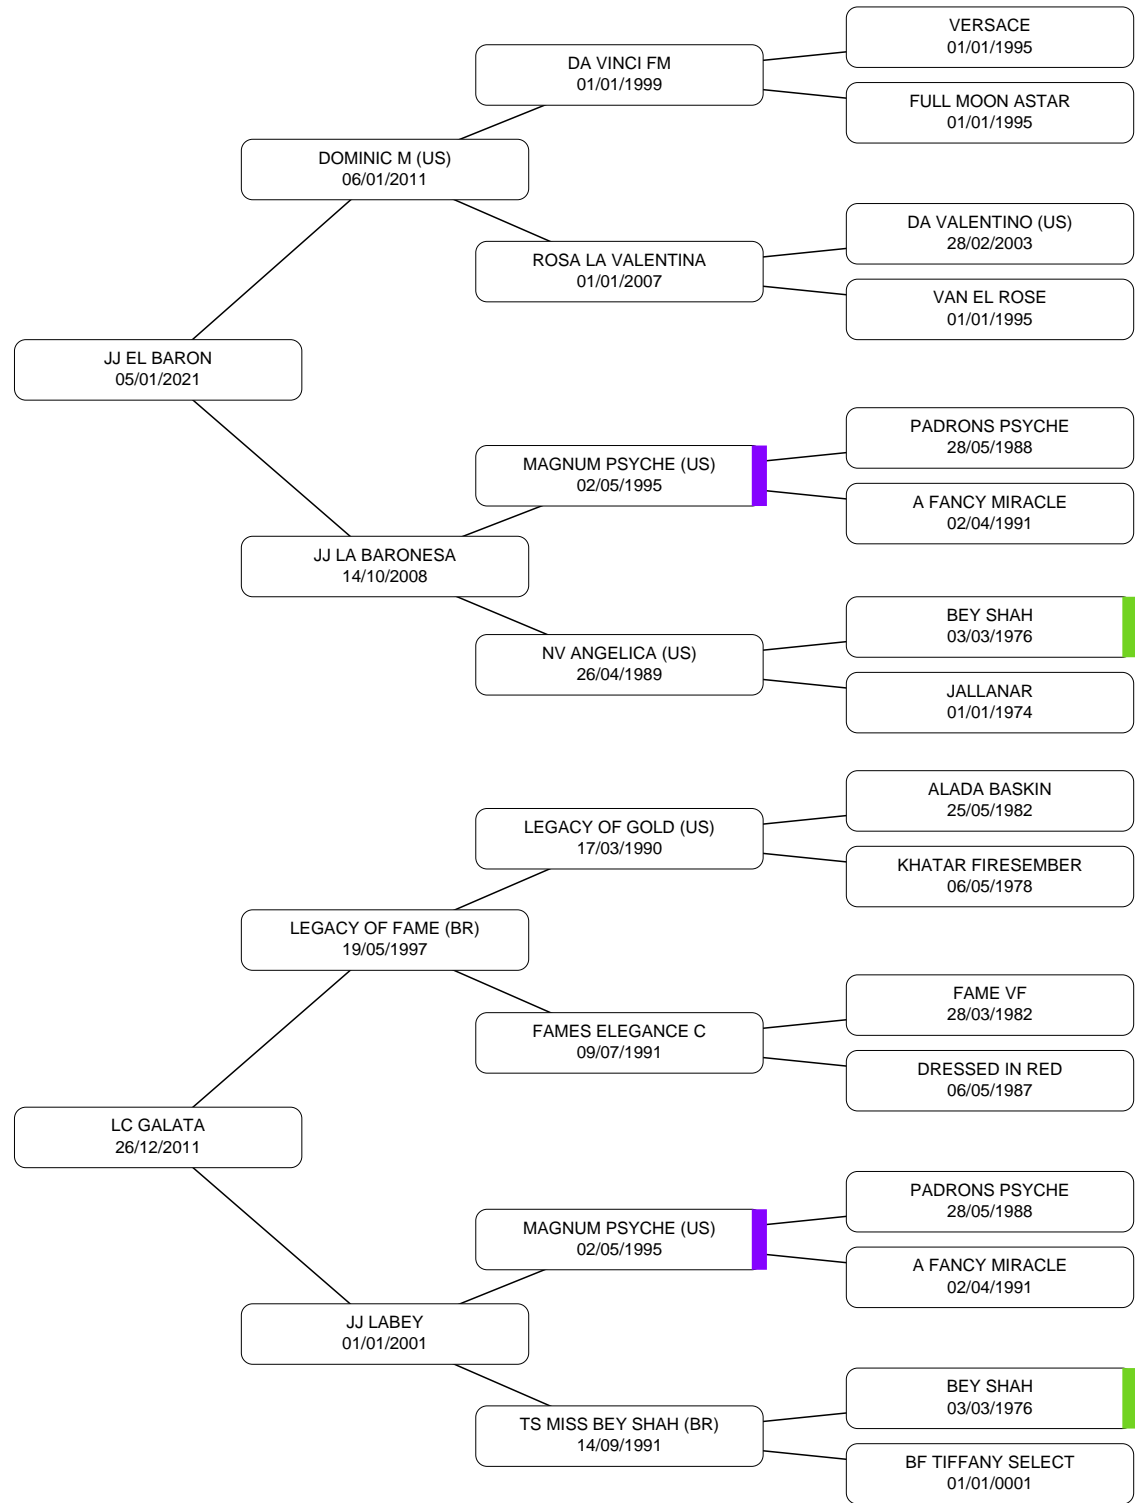 VERSACE
01/01/1995
DA VINCI FM
01/01/1999
FULL MOON ASTAR
01/01/1995
DOMINIC M (US)
06/01/2011
DA VALENTINO (US)
28/02/2003
ROSA LA VALENTINA
01/01/2007
VAN EL ROSE
01/01/1995
JJ EL BARON
05/01/2021
PADRONS PSYCHE
28/05/1988
MAGNUM PSYCHE (US)
02/05/1995
A FANCY MIRACLE
02/04/1991
JJ LA BARONESA
14/10/2008
BEY SHAH
03/03/1976
NV ANGELICA (US)
26/04/1989
JALLANAR
01/01/1974
ALADA BASKIN
25/05/1982
LEGACY OF GOLD (US)
17/03/1990
KHATAR FIRESEMBER
06/05/1978
LEGACY OF FAME (BR)
19/05/1997
FAME VF
28/03/1982
FAMES ELEGANCE C
09/07/1991
DRESSED IN RED
06/05/1987
LC GALATA
26/12/2011
PADRONS PSYCHE
28/05/1988
MAGNUM PSYCHE (US)
02/05/1995
A FANCY MIRACLE
02/04/1991
JJ LABEY
01/01/2001
BEY SHAH
03/03/1976
TS MISS BEY SHAH (BR)
14/09/1991
BF TIFFANY SELECT
01/01/0001